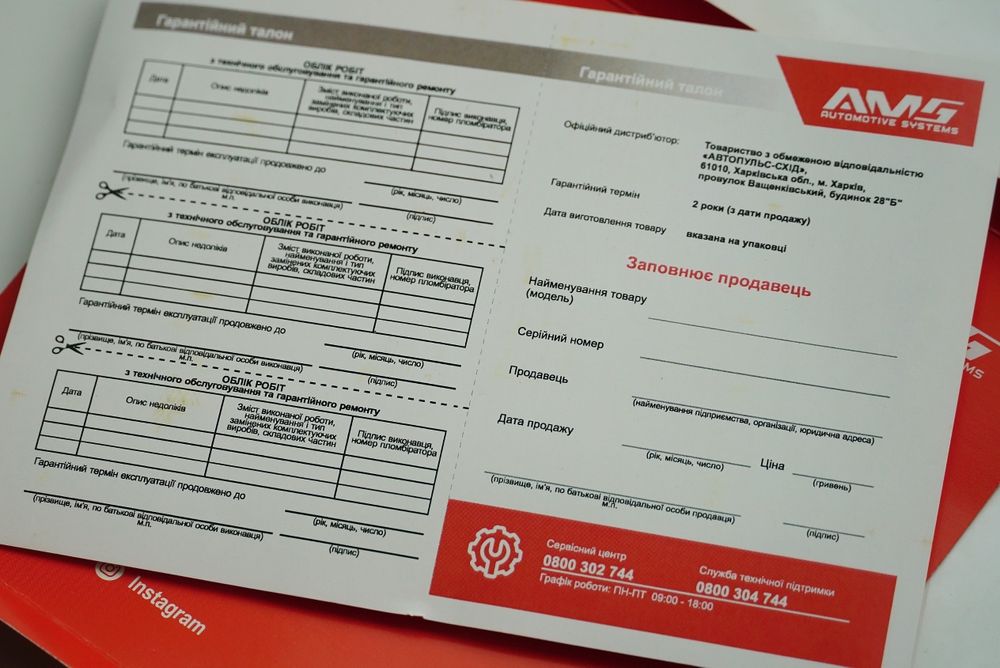 Гарантійний талон
ОБЛІК РОБІТ
з технічного обслуговування та гарантійного ремонту
Дата
Опис недоліків
Зміст виконаної роботи,
найменування і тип
замінених комплектуючих
виробів, складових частин
Підпис виконавця,
номер пломбіратора
Гарантійний термін експлуатації продовжено до
(рік, місяць, число)
(прізвище, ім'я, по батькові відповідальної особи виконавця)
м.п.
(підпис)
ОБЛІК РОБІТ
з технічного обслуговування та гарантійного ремонту
Дата
Опис недоліків
Зміст виконаної роботи,
найменування і тип
замінених комплектуючих
виробів, складових частин
Підпис виконавця,
номер пломбіратора
Гарантійний термін експлуатації продовжено до
(рік, місяць, число)
(прізвище, ім'я, по батькові відповідальної особи виконавця)
м.п.
(підпис)
ОБЛІК РОБІТ
з технічного обслуговування та гарантійного ремонту
Дата
Опис недоліків
Зміст виконаної роботи,
найменування і тип
замінених комплектуючих
виробів, складових частин
Підпис виконавця,
номер пломбіратора
Гарантійний термін експлуатації продовжено до
(рік, місяць, число)
(прізвище, ім'я, по батькові відповідальної особи виконавця)
м.п.
(підпис)
Гарантійний талон
AMS
AUTOMOTIVE SYSTEMS
Офіційний дистриб'ютор:
Товариство з обмеженою відповідальністю
«АВТОПУЛЬС-СХІД»,
61010, Харківська обл., м. Харків,
провулок Ващенківський, будинок 28"Б"
Гарантійний термін
2 роки (з дати продажу)
Дата виготовлення товару
вказана на упаковці
Заповнює продавець
Найменування товару
(модель)
Серійний номер
Продавець
(найменування підприємства, організації, юридична адреса)
Дата продажу
(рік, місяць, число)
Ціна
(гривень)
(прізвище, ім'я, по батькові відповідальної особи продавця)
м.п.
(підпис)
Сервісний центр
0800 302 744
Графік роботи: ПН-ПТ 09:00 - 18:00
Служба технічної підтримки
0800 304 744
Instagram
MS